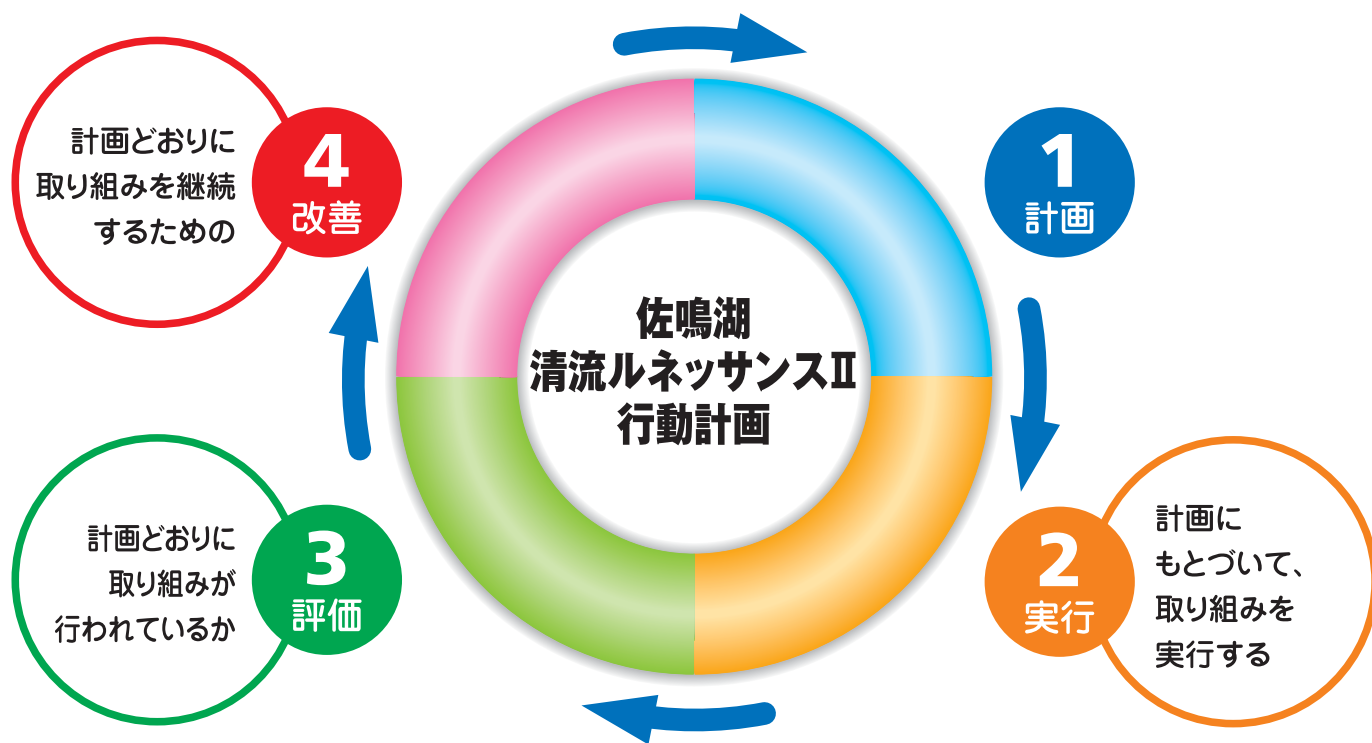 佐鳴湖
清流ルネッサンスⅡ
行動計画
1
計画
2
実行
計画に
もとづいて、
取り組みを
実行する
3
評価
計画どおりに
取り組みが
行われているか
4
改善
計画どおりに
取り組みを継続
するための